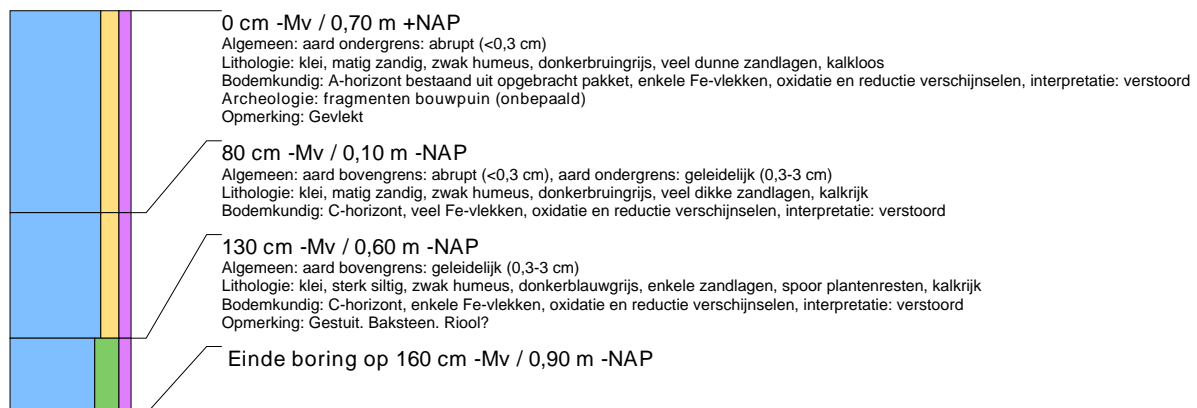 0 cm -Mv / 0,70 m +NAP
Algemeen: aard ondergrens: abrupt (<0,3 cm)
Lithologie: klei, matig zandig, zwak humeus, donkerbruingrijs, veel dunne zandlagen, kalkloos
Bodemkundig: A-horizont bestaand uit opgebracht pakket, enkele Fe-vlekken, oxidatie en reductie verschijnselen, interpretatie: verstoord
Archeologie: fragmenten bouwpuin (onbepaald)
Opmerking: Gevlekt
80 cm -Mv / 0,10 m -NAP
Algemeen: aard bovengrens: abrupt (<0,3 cm), aard ondergrens: geleidelijk (0,3-3 cm)
Lithologie: klei, matig zandig, zwak humeus, donkerbruingrijs, veel dikke zandlagen, kalkrijk
Bodemkundig: C-horizont, veel Fe-vlekken, oxidatie en reductie verschijnselen, interpretatie: verstoord
130 cm -Mv / 0,60 m -NAP
Algemeen: aard bovengrens: geleidelijk (0,3-3 cm)
Lithologie: klei, sterk siltig, zwak humeus, donkerblauwgrijs, enkele zandlagen, spoor plantenresten, kalkrijk
Bodemkundig: C-horizont, enkele Fe-vlekken, oxidatie en reductie verschijnselen, interpretatie: verstoord
Opmerking: Gestuit. Baksteen. Riool?
Einde boring op 160 cm -Mv / 0,90 m -NAP